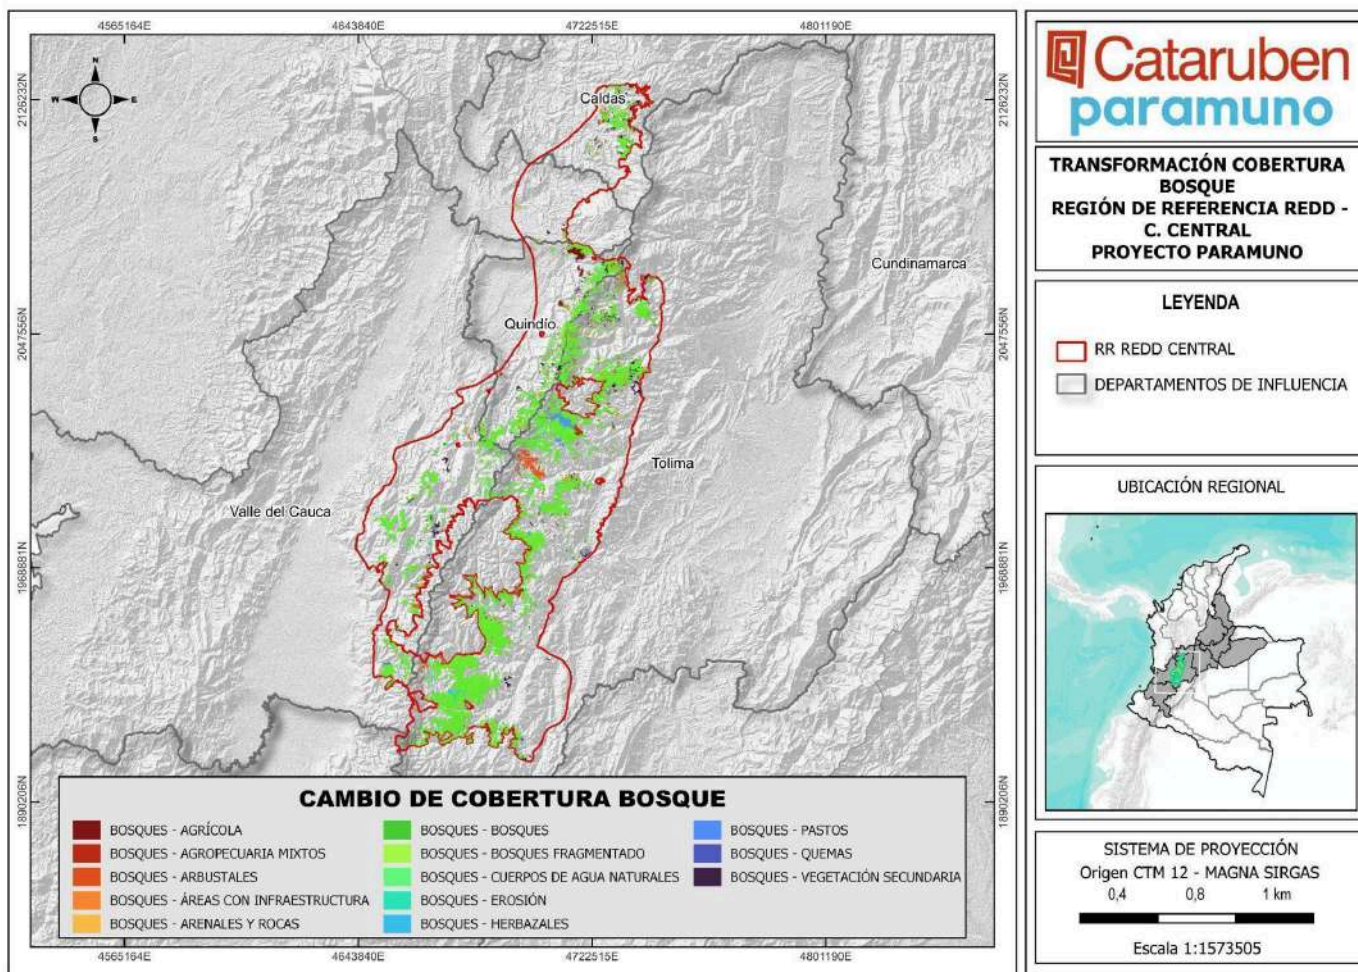 4565164E 4643840E 4722515E 4801190E
2126232N 2126232N
2047556N 2047556N
1968881N 1968881N
1890206N 1890206N
N
W E
S
Caldas
Cundinamarca
Quindío
Tolima
Valle del Cauca
CAMBIO DE COBERTURA BOSQUE
BOSQUES - AGRÍCOLA
BOSQUES - AGROPECUARIA MIXTOS
BOSQUES - ARBUSTALES
BOSQUES - ÁREAS CON INFRAESTRUCTURA
BOSQUES - ARENALES Y ROCAS
BOSQUES - BOSQUES
BOSQUES - BOSQUES FRAGMENTADO
BOSQUES - CUERPOS DE AGUA NATURALES
BOSQUES - EROSIÓN
BOSQUES - HERBAZALES
BOSQUES - PASTOS
BOSQUES - QUEMAS
BOSQUES - VEGETACIÓN SECUNDARIA
4565164E 4643840E 4722515E 4801190E
Cataruben
paramuno
TRANSFORMACIÓN COBERTURA
BOSQUE
REGIÓN DE REFERENCIA REDD -
C. CENTRAL
PROYECTO PARAMUNO
LEYENDA
RR REDD CENTRAL
DEPARTAMENTOS DE INFLUENCIA
UBICACIÓN REGIONAL
SISTEMA DE PROYECCIÓN
Origen CTM 12 - MAGNA SIRGAS
0,4 0,8 1 km
Escala 1:1573505